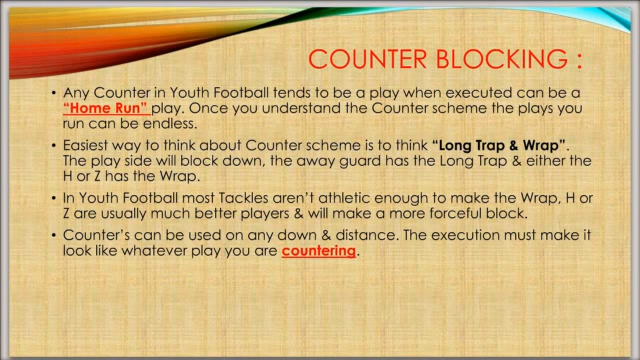 COUNTER BLOCKING :
• Any Counter in Youth Football tends to be a play when executed can be a
“Home Run” play. Once you understand the Counter scheme the plays you
run can be endless.
• Easiest way to think about Counter scheme is to think “Long Trap & Wrap”.
The play side will block down, the away guard has the Long Trap & either the
H or Z has the Wrap.
• In Youth Football most Tackles aren’t athletic enough to make the Wrap, H or
Z are usually much better players & will make a more forceful block.
• Counter’s can be used on any down & distance. The execution must make it
look like whatever play you are countering.